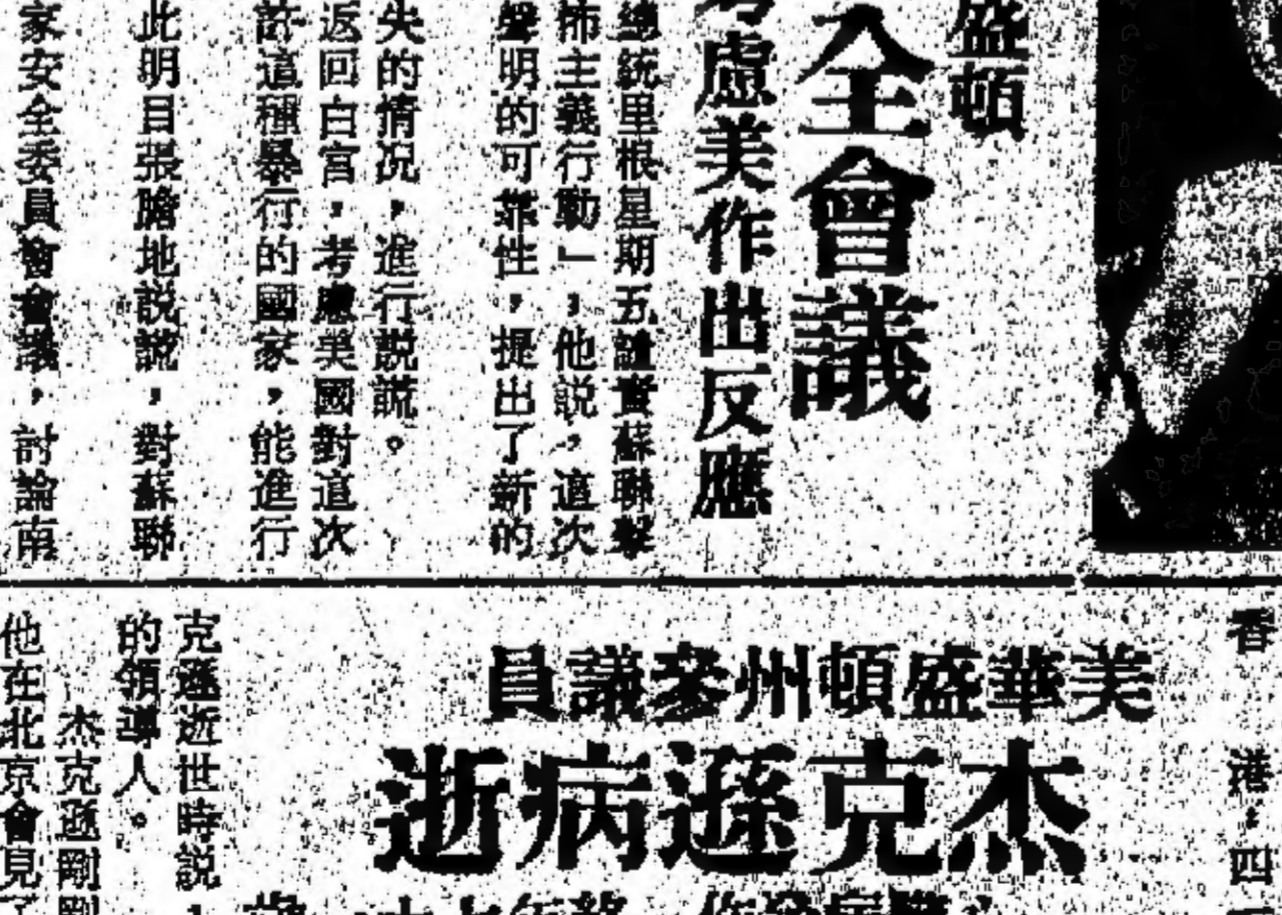 盛頓
全會議
考慮美作出反應
總統里根星期五譴責蘇聯擊
怖主義行動」，他説，這次
聲明的可靠性，提出了新的
失的情況，進行説謊。
返回白宮，考慮美國對這次
許這種暴行的國家，能進行
此明目張膽地説謊，對蘇聯
家安全委員會會議，討論南
香港，四
美華盛頓州參議員
杰克遜病逝
克遜逝世時説
的領導人。
杰克遜剛剛
他在北京會見了